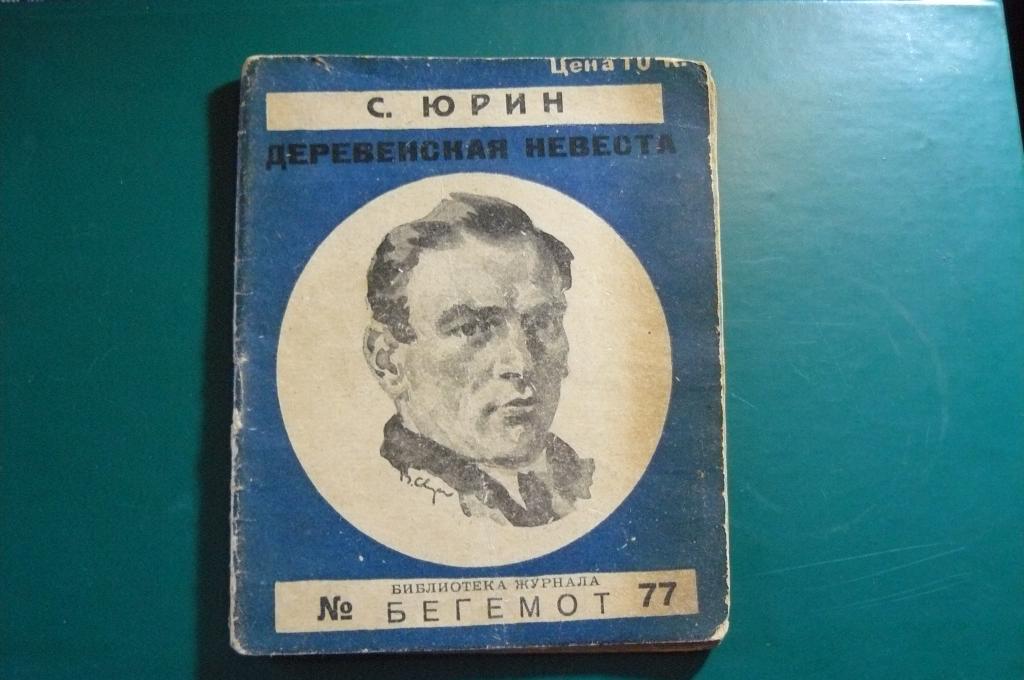 Цена 10 к.
С. ЮРИН
ДЕРЕВЕНСКАЯ НЕВЕСТА
БИБЛИОТЕКА ЖУРНАЛА
№ БЕГЕМОТ 77